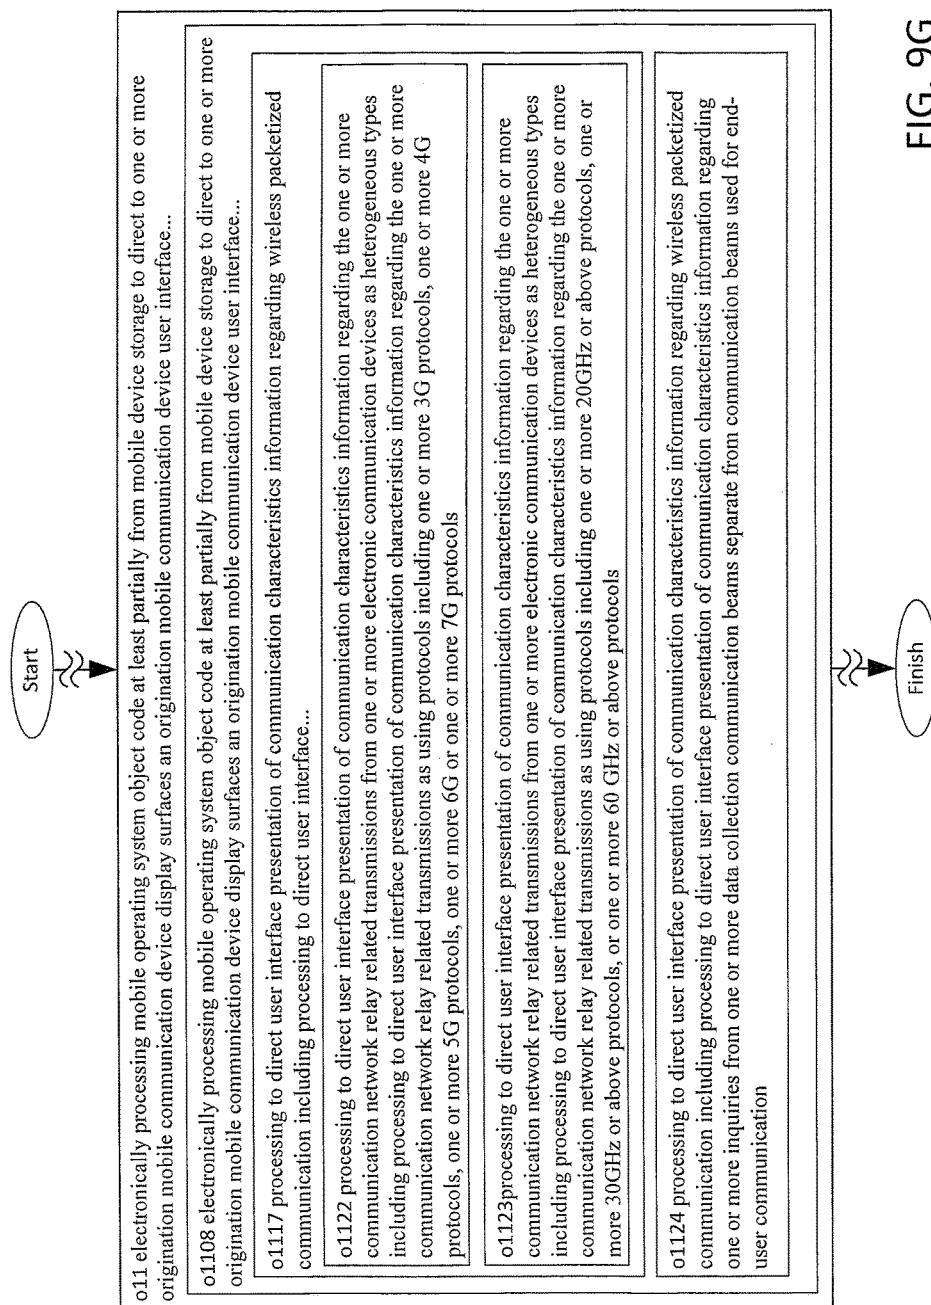 Start
o11 electronically processing mobile operating system object code at least partially from mobile device storage to direct to one or more
origination mobile communication device display surfaces an origination mobile communication device user interface...
o1108 electronically processing mobile operating system object code at least partially from mobile device storage to direct to one or more
origination mobile communication device display surfaces an origination mobile communication device user interface...
o1117 processing to direct user interface presentation of communication characteristics information regarding wireless packetized
communication including processing to direct user interface...
o1122 processing to direct user interface presentation of communication characteristics information regarding the one or more
communication network relay related transmissions from one or more electronic communication devices as heterogeneous types
including processing to direct user interface presentation of communication characteristics information regarding the one or more
communication network relay related transmissions as using protocols including one or more 3G protocols, one or more 4G
protocols, one or more 5G protocols, one or more 6G or one or more 7G protocols
o1123processing to direct user interface presentation of communication characteristics information regarding the one or more
communication network relay related transmissions from one or more electronic communication devices as heterogeneous types
including processing to direct user interface presentation of communication characteristics information regarding the one or more
communication network relay related transmissions as using protocols including one or more 20GHz or above protocols, one or
more 30GHz or above protocols, or one or more 60 GHz or above protocols
o1124 processing to direct user interface presentation of communication characteristics information regarding wireless packetized
communication including processing to direct user interface presentation of communication characteristics information regarding
one or more inquiries from one or more data collection communication beams separate from communication beams used for end-
user communication
Finish
FIG. 9G